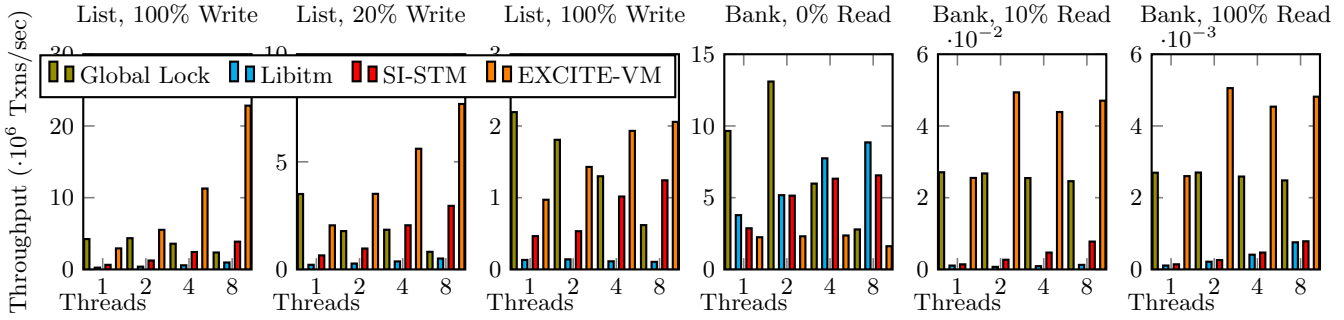 List, 100% Write
List, 20% Write
List, 100% Write
Bank, 0% Read
Bank, 10% Read
Bank, 100% Read
·10⁻²
·10⁻³
Throughput (·10⁶ Txns/sec)
Global Lock Libitm SI-STM EXCITE-VM
20
10
0
1 2 4 8
Threads
5
0
1 2 4 8
Threads
2
1
0
1 2 4 8
Threads
15
10
5
0
1 2 4 8
Threads
6
4
2
0
1 2 4 8
Threads
6
4
2
0
1 2 4 8
Threads